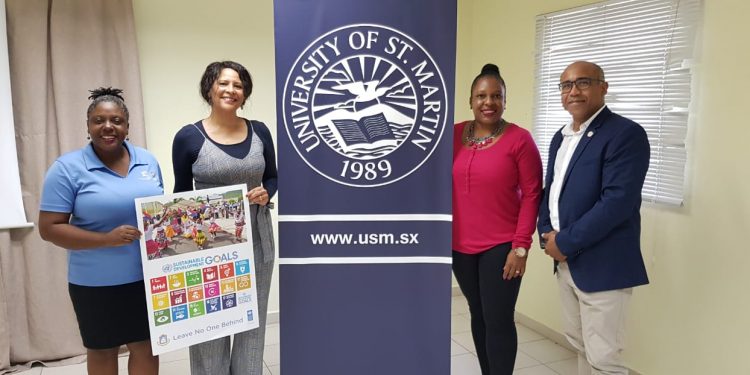 UNIVERSITY OF ST. MARTIN
1989
www.usm.sx
SUSTAINABLE
DEVELOPMENT
GOALS
Leave No One Behind